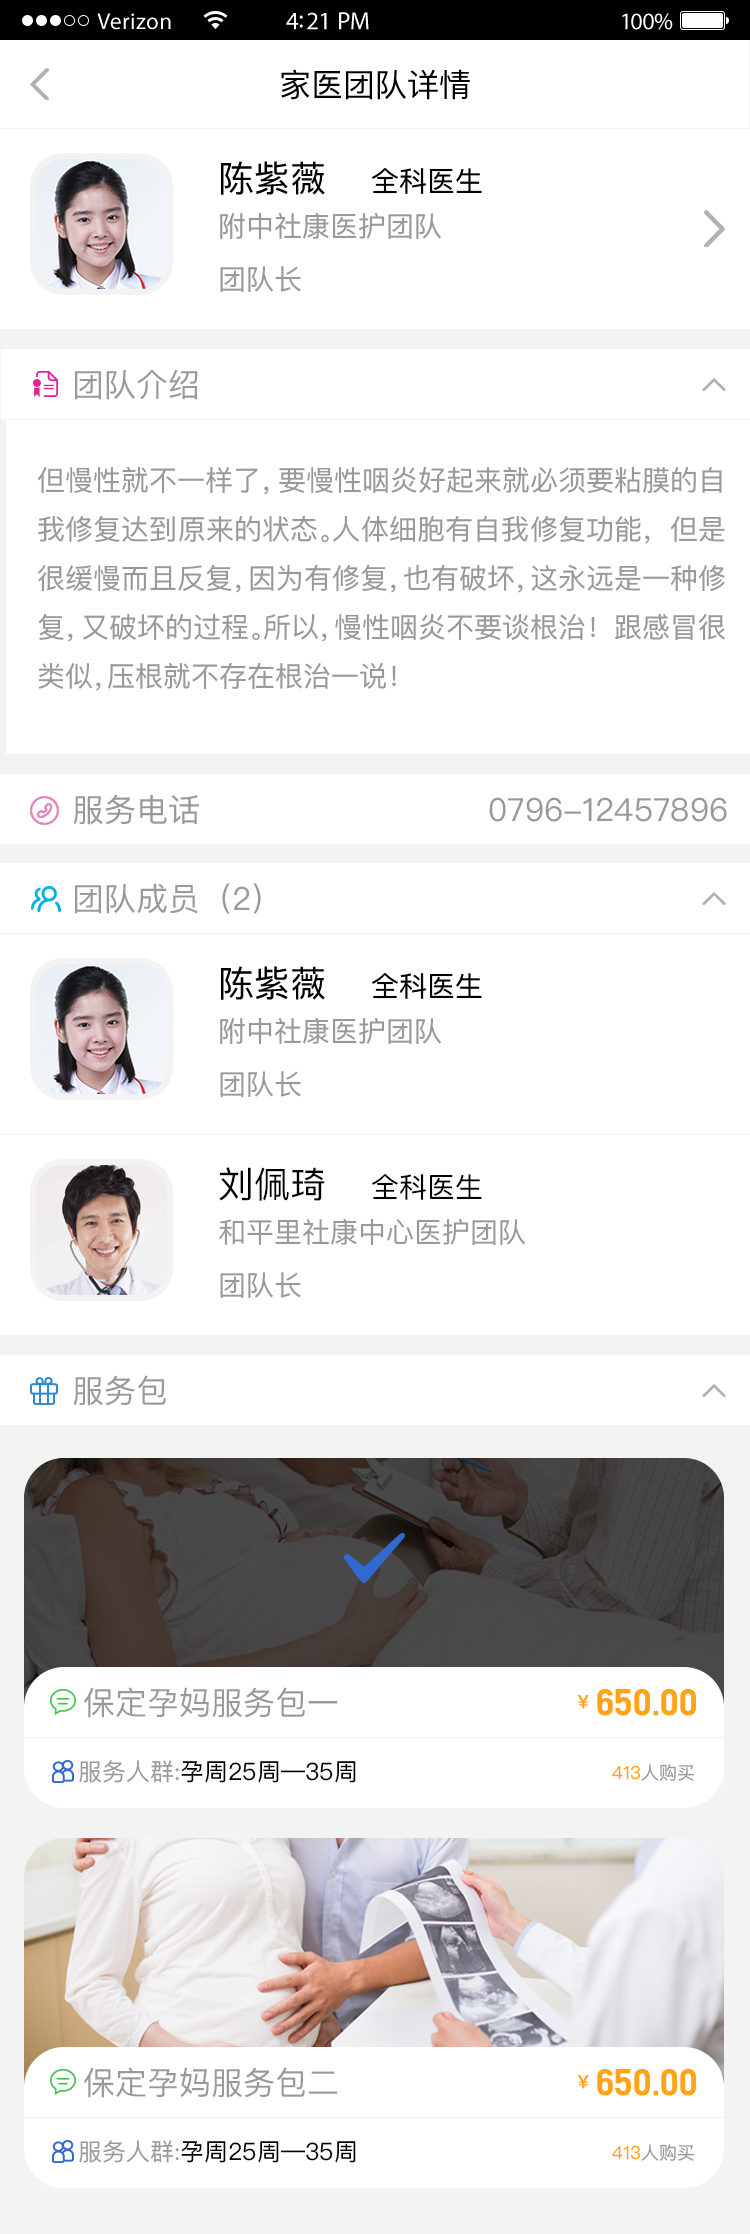 Verizon 4:21 PM 100%
家医团队详情
陈紫薇 全科医生
附中社康医护团队
团队长
团队介绍
但慢性就不一样了，要慢性咽炎好起来就必须要粘膜的自
我修复达到原来的状态。人体细胞有自我修复功能，但是
很缓慢而且反复，因为有修复，也有破坏，这永远是一种修
复，又破坏的过程。所以，慢性咽炎不要谈根治！跟感冒很
类似，压根就不存在根治一说！
服务电话 0796-12457896
团队成员（2）
陈紫薇 全科医生
附中社康医护团队
团队长
刘佩琦 全科医生
和平里社康中心医护团队
团队长
服务包
保定孕妈服务包一 ¥ 650.00
服务人群:孕周25周—35周 413人购买
保定孕妈服务包二 ¥ 650.00
服务人群:孕周25周—35周 413人购买